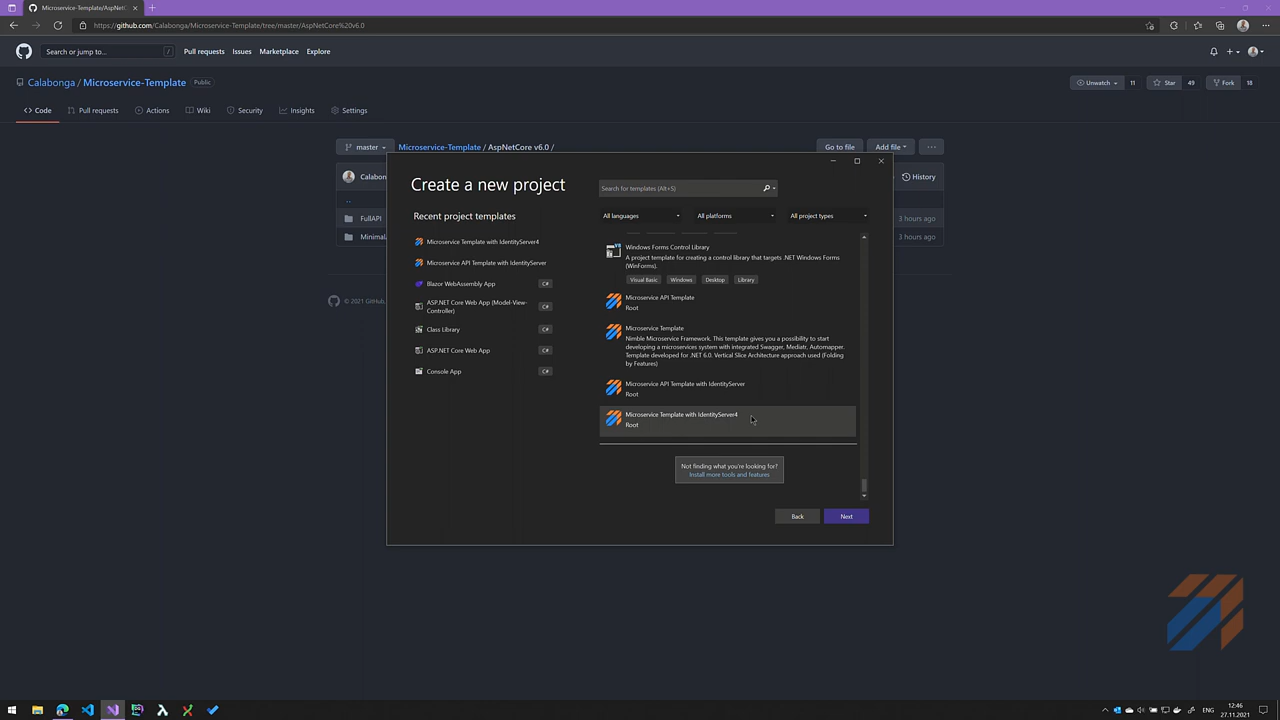 Microservice-Template/AspNetC
https://github.com/Calabonga/Microservice-Template/tree/master/AspNetCore%20v6.0
Search or jump to...
/
Pull requests
Issues
Marketplace
Explore
Calabonga / Microservice-Template
Public
Unwatch
11
Star
49
Fork
18
Code
Pull requests
Actions
Wiki
Security
Insights
Settings
master
Microservice-Template / AspNetCore v6.0 /
Go to file
Add file
...
Calabon
History
..
FullAPI
3 hours ago
Minimal
3 hours ago
© 2021 GitHub,
Create a new project
Search for templates (Alt+S)
Recent project templates
All languages
All platforms
All project types
Microservice Template with IdentityServer4
Microservice API Template with IdentityServer
Blazor WebAssembly App
C#
ASP.NET Core Web App (Model-View-
Controller)
C#
Class Library
C#
ASP.NET Core Web App
C#
Console App
C#
Windows Forms Control Library
A project template for creating a control library that targets .NET Windows Forms
(WinForms).
Visual Basic
Windows
Desktop
Library
Microservice API Template
Root
Microservice Template
Nimble Microservice Framework. This template gives you a possibility to start
developing a microservices system with integrated Swagger, Mediatr, Automapper.
Template developed for .NET 6.0. Vertical Slice Architecture approach used (Folding
by Features)
Microservice API Template with IdentityServer
Root
Microservice Template with IdentityServer4
Root
Not finding what you're looking for?
Install more tools and features
Back
Next
ENG
12:46
27.11.2021